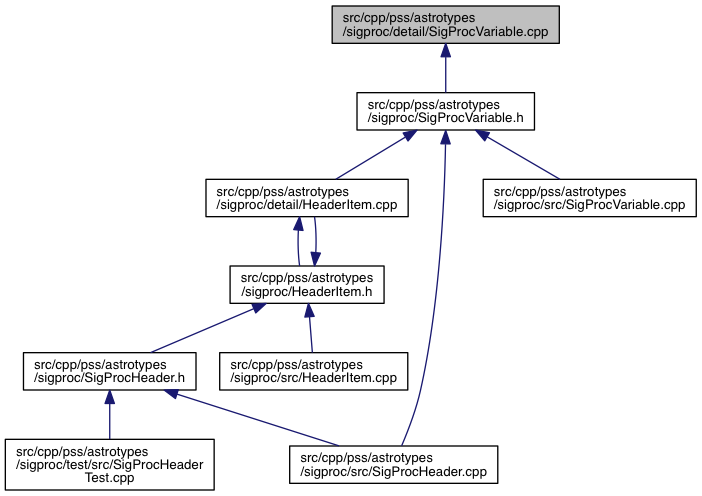 src/cpp/pss/astrotypes
/sigproc/detail/SigProcVariable.cpp
src/cpp/pss/astrotypes
/sigproc/SigProcVariable.h
src/cpp/pss/astrotypes
/sigproc/detail/HeaderItem.cpp
src/cpp/pss/astrotypes
/sigproc/src/SigProcVariable.cpp
src/cpp/pss/astrotypes
/sigproc/HeaderItem.h
src/cpp/pss/astrotypes
/sigproc/SigProcHeader.h
src/cpp/pss/astrotypes
/sigproc/src/HeaderItem.cpp
src/cpp/pss/astrotypes
/sigproc/test/src/SigProcHeader
Test.cpp
src/cpp/pss/astrotypes
/sigproc/src/SigProcHeader.cpp